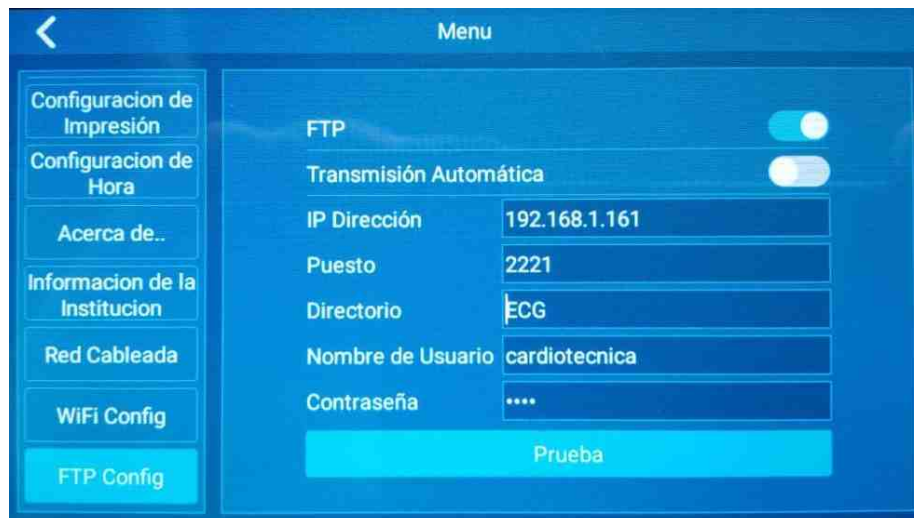 Menu
Configuracion de
Impresión
Configuracion de
Hora
Acerca de..
Informacion de la
Institucion
Red Cableada
WiFi Config
FTP Config
FTP
Transmisión Automática
IP Dirección 192.168.1.161
Puesto 2221
Directorio ECG
Nombre de Usuario cardiotecnica
Contraseña ••••
Prueba